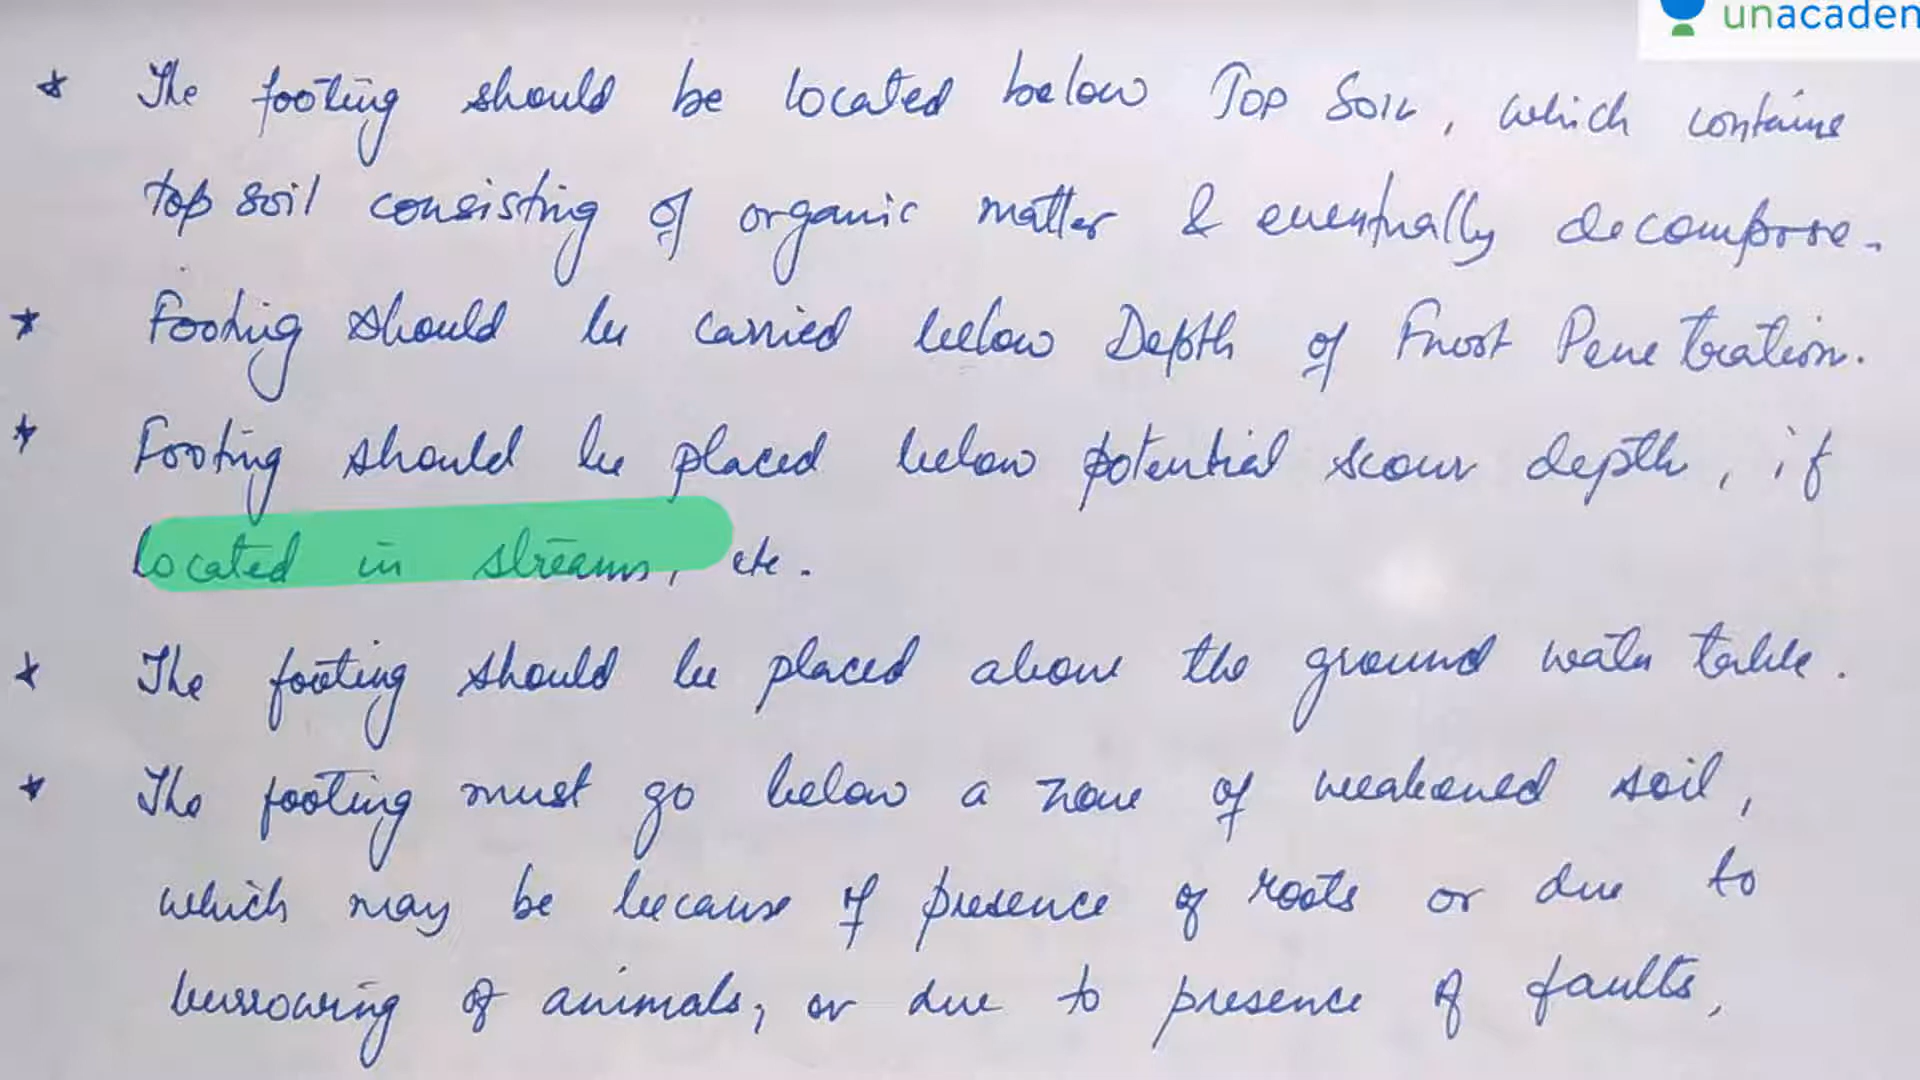 unacadem
* The footing should be located below Top Soil, which contains
top soil consisting of organic matter & eventually decompose.
* Footing should be carried below Depth of Frost Penetration.
* Footing should be placed below potential scour depth, if
located in streams, etc.
* The footing should be placed above the ground water table.
* The footing must go below a zone of weakened soil,
which may be because of presence of roots or due to
burrowing of animals, or due to presence of faults,